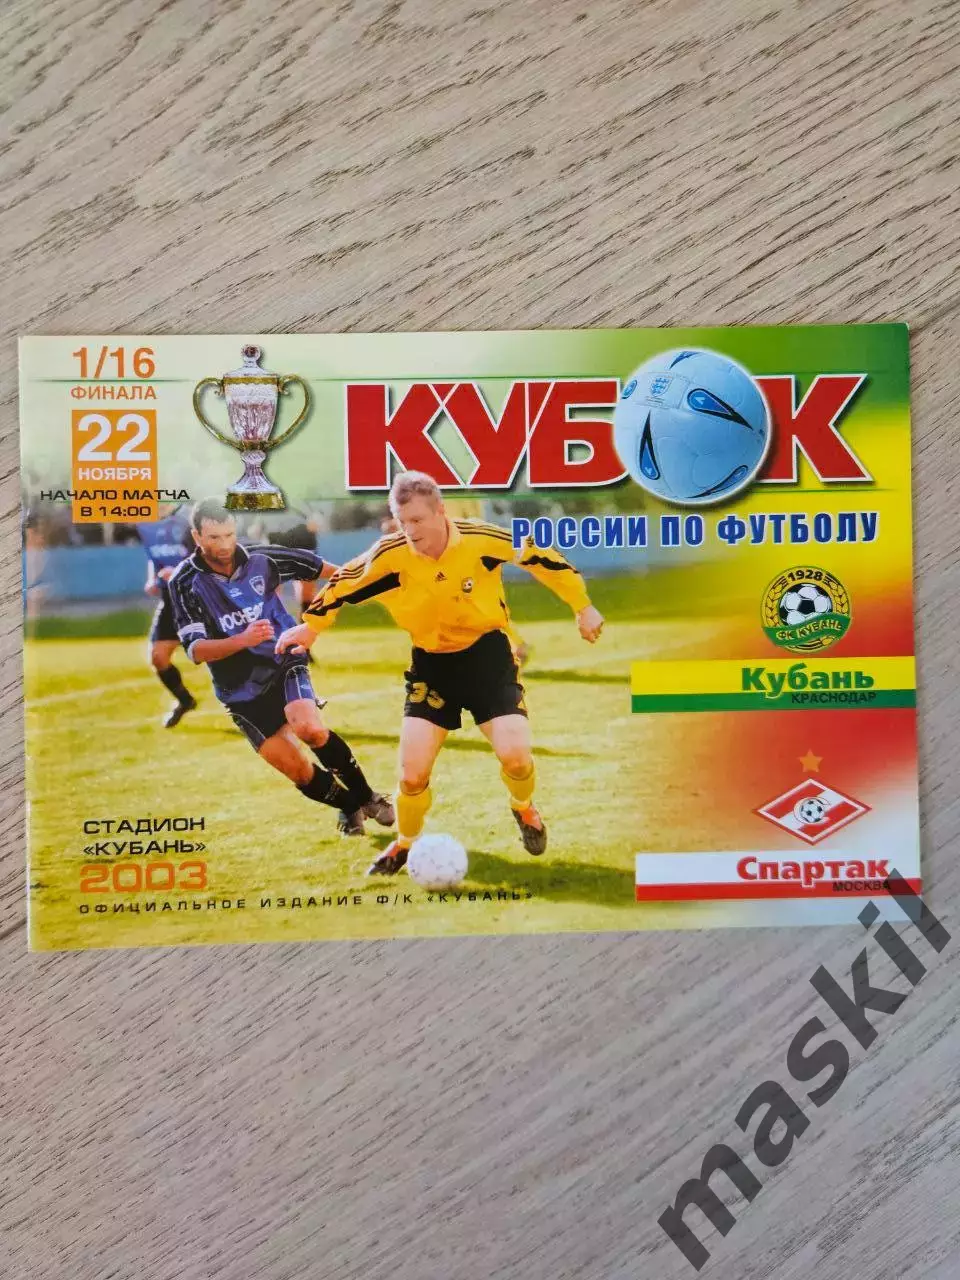 1/16
ФИНАЛА
22
НОЯБРЯ
НАЧАЛО МАТЧА
В 14:00
КУБОК
РОССИИ ПО ФУТБОЛУ
1928
ФК КУБАНЬ
Кубань
КРАСНОДАР
Спартак
МОСКВА
СТАДИОН
«КУБАНЬ»
2003
ОФИЦИАЛЬНОЕ ИЗДАНИЕ Ф/К «КУБАНЬ»
maskil